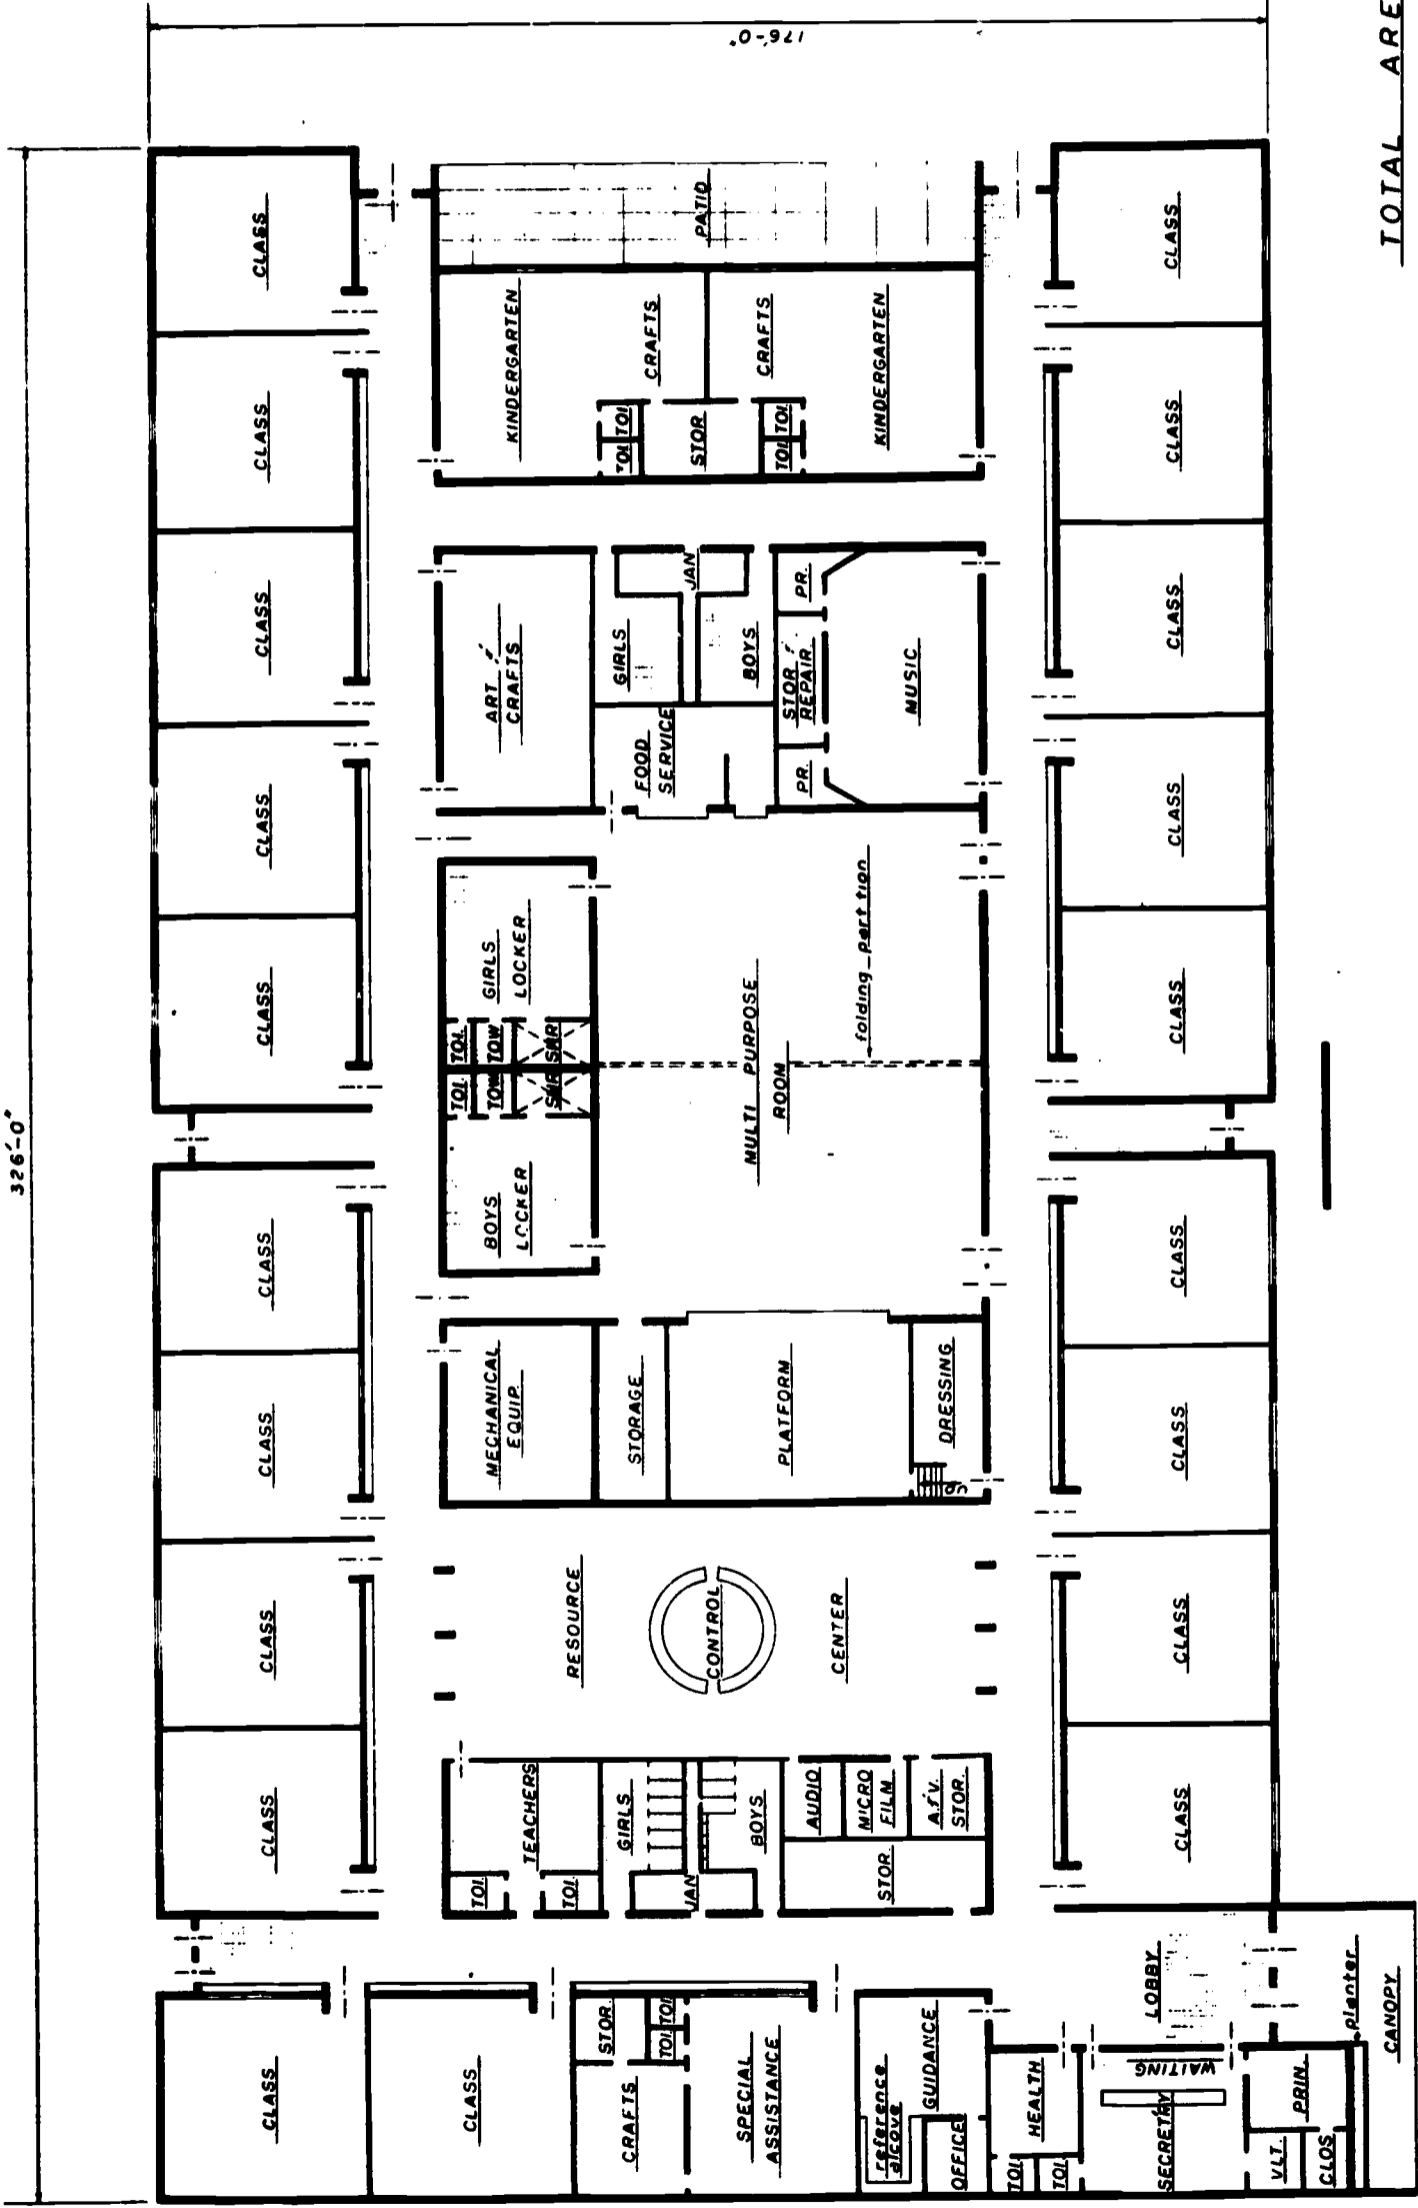 326'-0"
176'-0"
TOTAL ARE
CLASS
CLASS
CLASS
CLASS
CLASS
CLASS
CLASS
CLASS
CLASS
CLASS
CLASS
PATIO
KINDERGARTEN
CRAFTS
TOI.
TOI.
STOR
TOI.
TOI.
CRAFTS
KINDERGARTEN
ART &
CRAFTS
GIRLS
JAN
BOYS
FOOD
SERVICE
PR.
STOR &
REPAIR
PR.
MUSIC
GIRLS
LOCKER
TOI.
TOW
SHR
TOI.
TOW
SHR
BOYS
LOCKER
MULTI PURPOSE
ROOM
folding part tion
MECHANICAL
EQUIP.
STORAGE
PLATFORM
DRESSING
RESOURCE
CONTROL
CENTER
TEACHERS
TOI.
TOI.
GIRLS
JAN
BOYS
AUDIO
MICRO
FILM
A.&V.
STOR.
STOR.
CRAFTS
STOR.
TOI.
TOI.
SPECIAL
ASSISTANCE
reference
alcove
GUIDANCE
OFFICE
HEALTH
TOI.
TOI.
SECRETRY
WAITING
LOBBY
PRIN.
VLT.
CLOS.
planter
CANOPY
CLASS
CLASS
CLASS
CLASS
CLASS
CLASS
CLASS
CLASS
CLASS